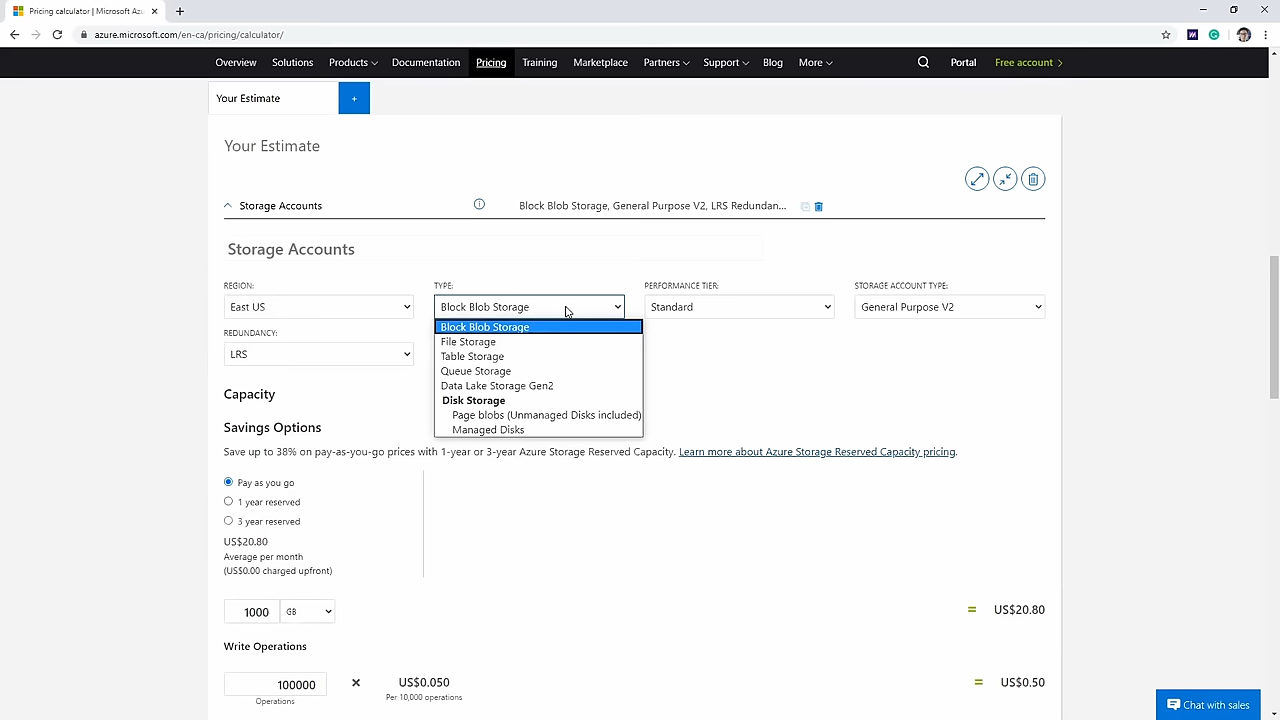 Pricing calculator | Microsoft Azu
azure.microsoft.com/en-ca/pricing/calculator/
Overview Solutions Products Documentation Pricing Training Marketplace Partners Support Blog More Portal Free account
Your Estimate +
Your Estimate
Storage Accounts Block Blob Storage, General Purpose V2, LRS Redundan...
Storage Accounts
REGION: TYPE: PERFORMANCE TIER: STORAGE ACCOUNT TYPE:
East US Block Blob Storage Standard General Purpose V2
Block Blob Storage
REDUNDANCY:
File Storage
LRS
Table Storage
Queue Storage
Data Lake Storage Gen2
Capacity
Disk Storage
Page blobs (Unmanaged Disks included)
Managed Disks
Savings Options
Save up to 38% on pay-as-you-go prices with 1-year or 3-year Azure Storage Reserved Capacity. Learn more about Azure Storage Reserved Capacity pricing.
Pay as you go
1 year reserved
3 year reserved
US$20.80
Average per month
(US$0.00 charged upfront)
1000 GB = US$20.80
Write Operations
100000 × US$0.050 = US$0.50
Operations Per 10,000 operations
Chat with sales